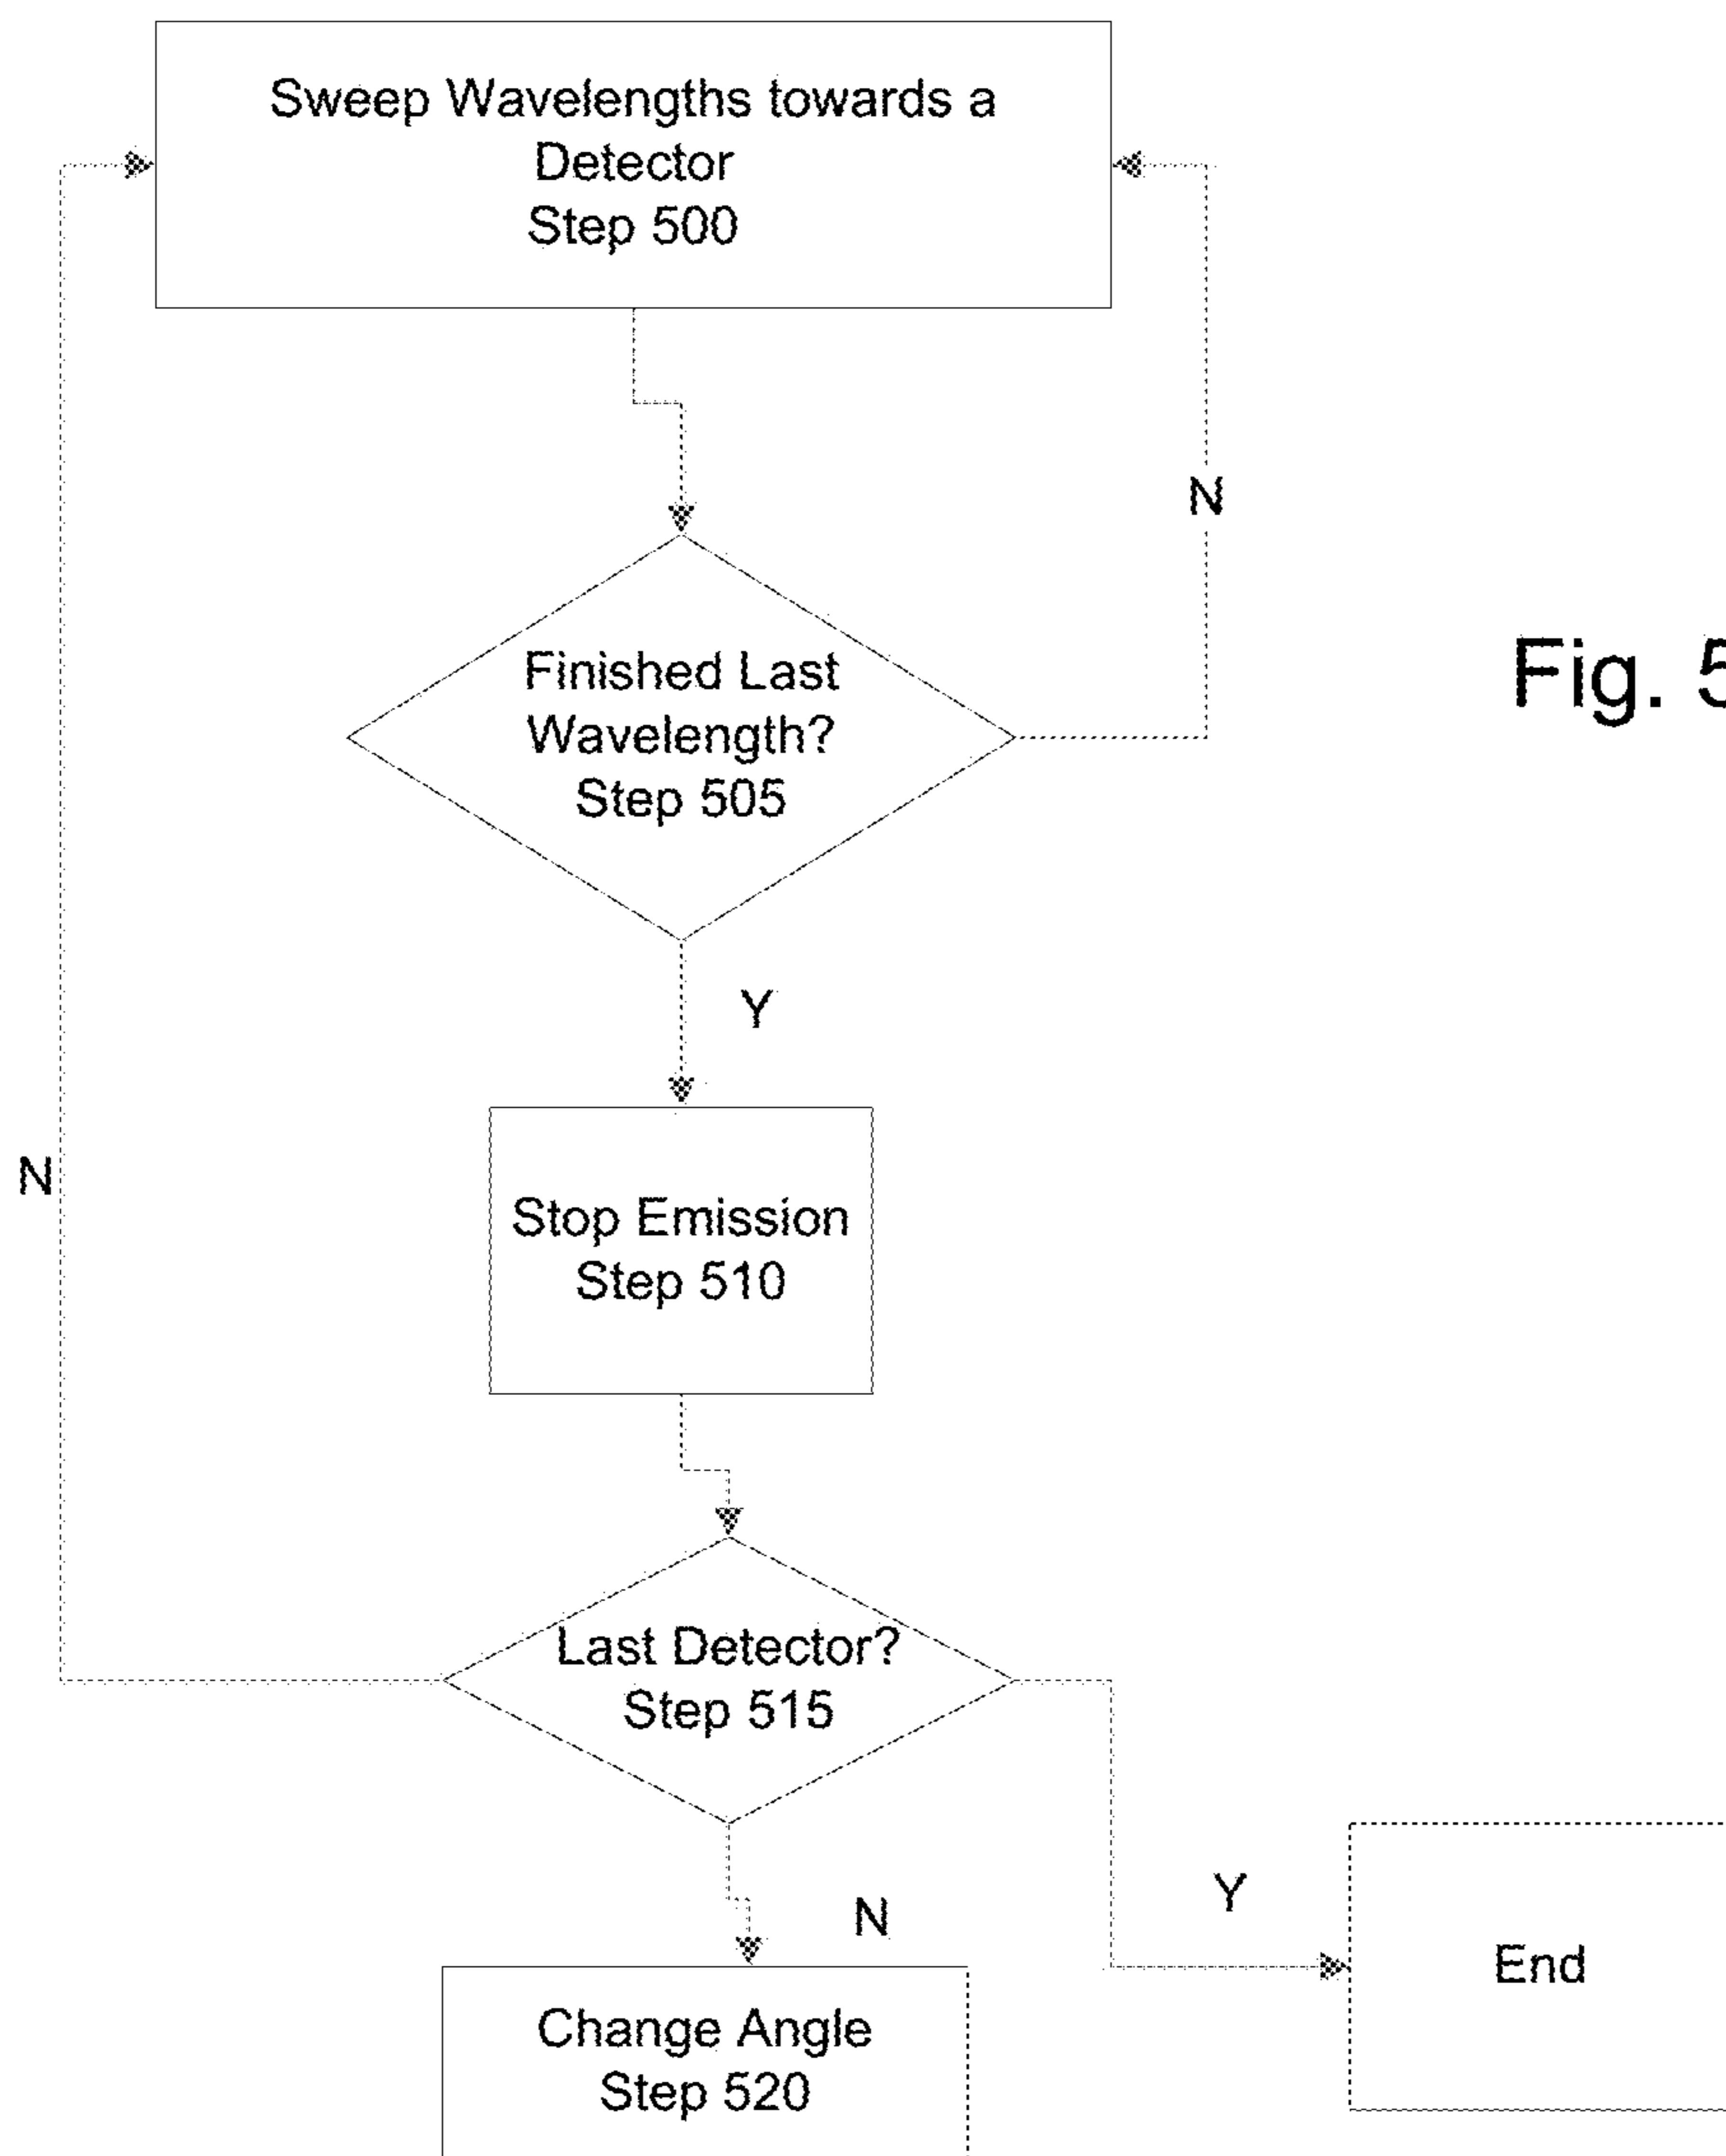 Sweep Wavelengths towards a
Detector
Step 500
N
Finished Last
Wavelength?
Step 505
Fig. 5
Y
N
Stop Emission
Step 510
Last Detector?
Step 515
Y
N
End
Change Angle
Step 520